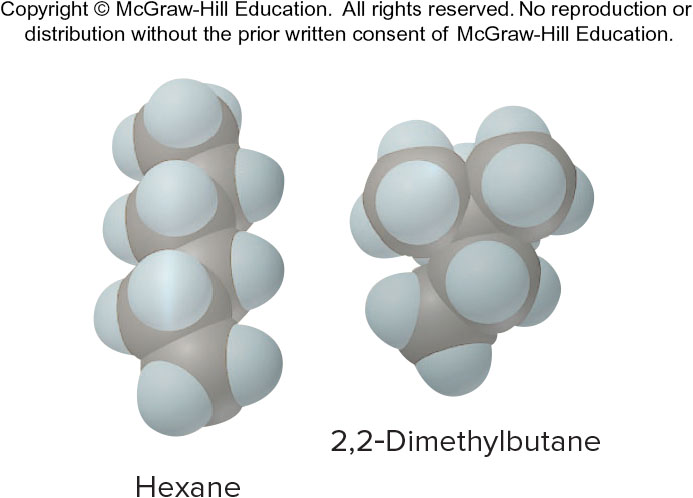 Copyright © McGraw-Hill Education. All rights reserved. No reproduction or
distribution without the prior written consent of McGraw-Hill Education.
2,2-Dimethylbutane
Hexane